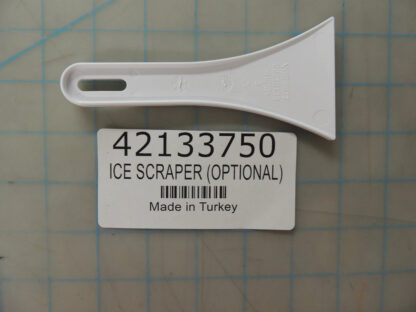 42133750
ICE SCRAPER (OPTIONAL)
Made in Turkey